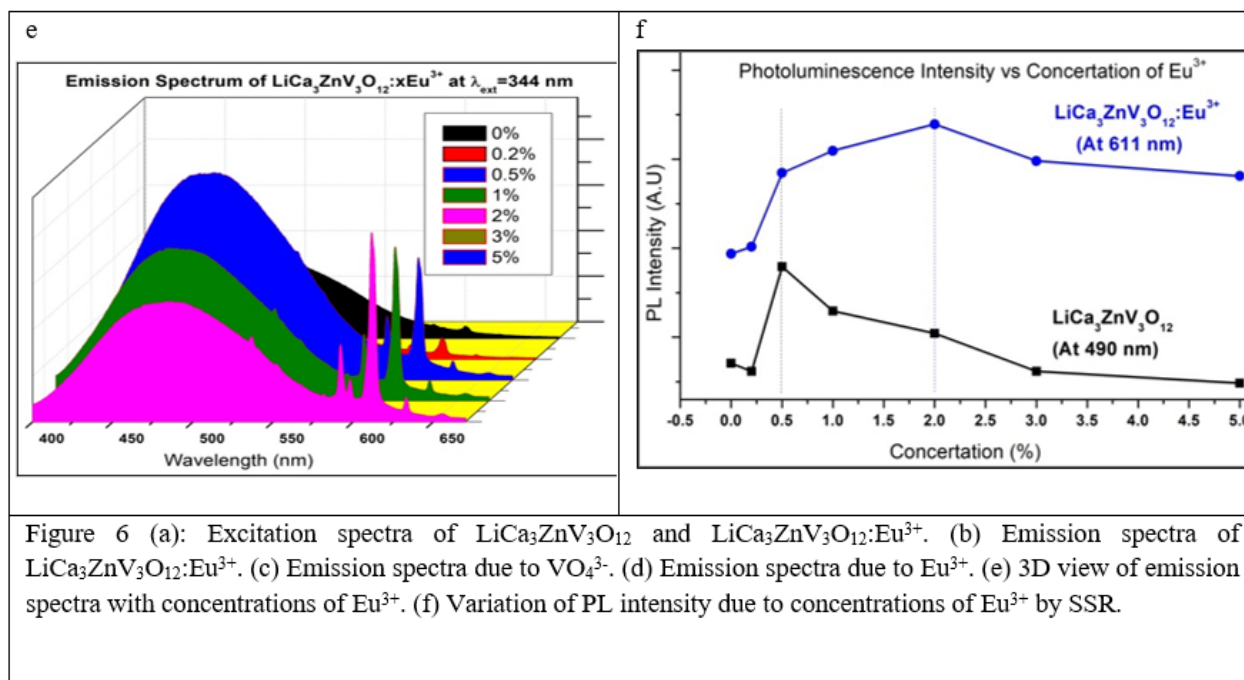 e
Emission Spectrum of LiCa₃ZnV₃O₁₂:xEu³⁺ at λₑₓₜ=344 nm
0%
0.2%
0.5%
1%
2%
3%
5%
400 450 500 550 600 650
Wavelength (nm)
f
Photoluminescence Intensity vs Concertation of Eu³⁺
LiCa₃ZnV₃O₁₂:Eu³⁺
(At 611 nm)
LiCa₃ZnV₃O₁₂
(At 490 nm)
PL Intensity (A.U)
-0.5 0.0 0.5 1.0 1.5 2.0 2.5 3.0 3.5 4.0 4.5 5.0
Concertation (%)
Figure 6 (a): Excitation spectra of LiCa₃ZnV₃O₁₂ and LiCa₃ZnV₃O₁₂:Eu³⁺. (b) Emission spectra of
LiCa₃ZnV₃O₁₂:Eu³⁺. (c) Emission spectra due to VO₄³⁻. (d) Emission spectra due to Eu³⁺. (e) 3D view of emission
spectra with concentrations of Eu³⁺. (f) Variation of PL intensity due to concentrations of Eu³⁺ by SSR.